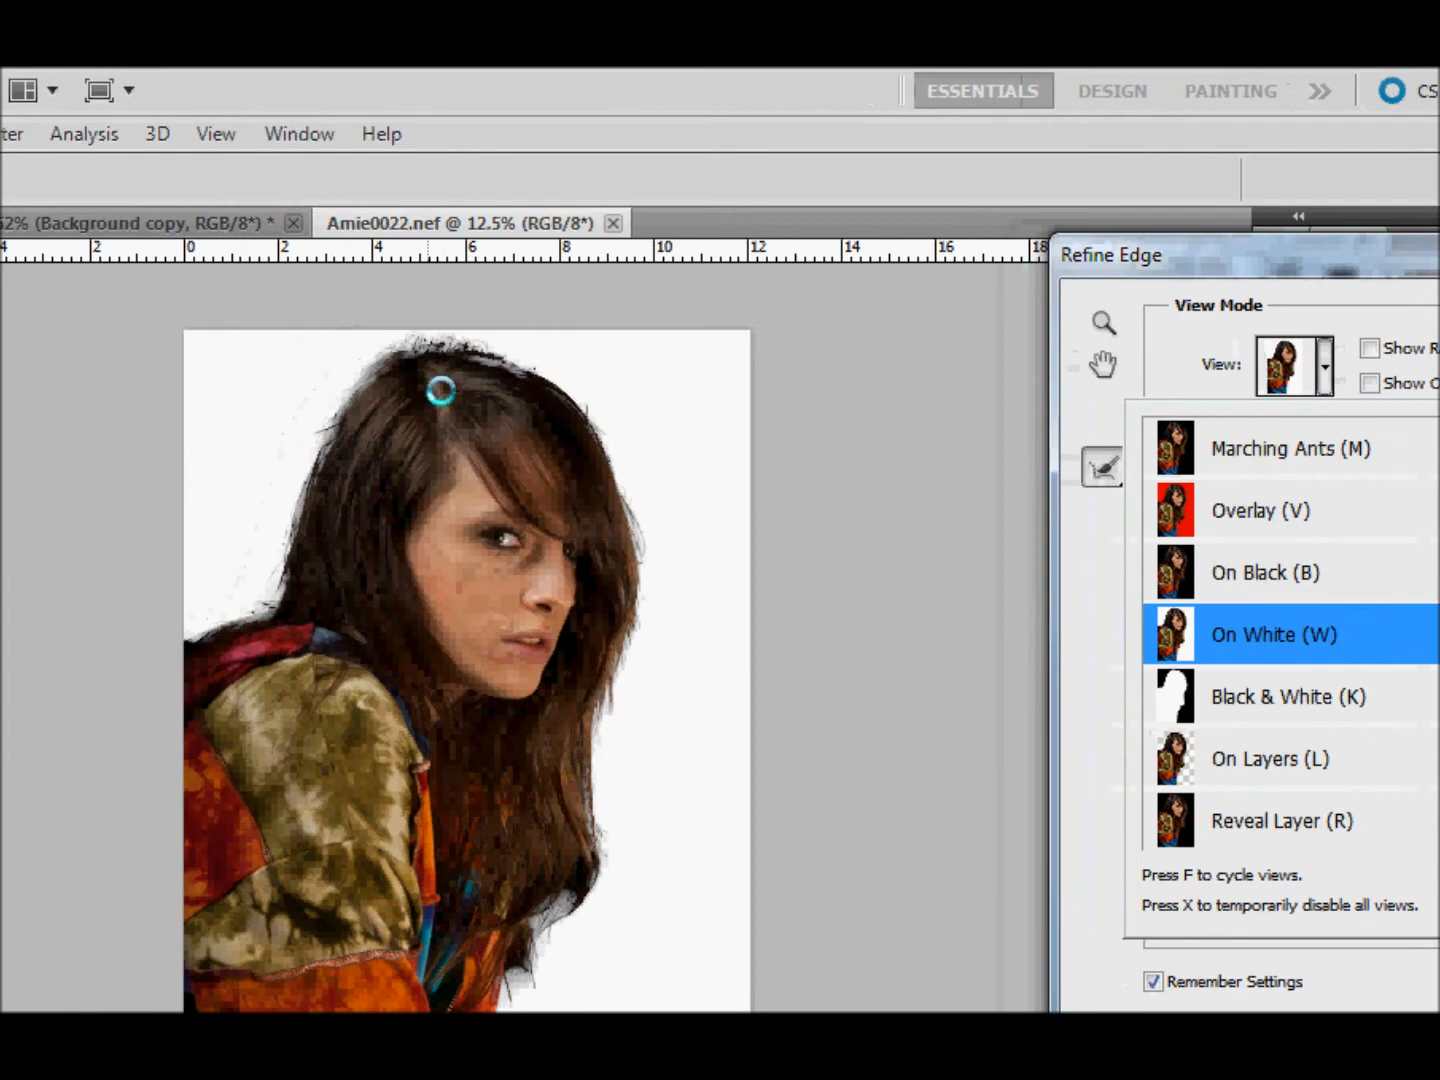 ESSENTIALS DESIGN PAINTING CS
ter Analysis 3D View Window Help
52% (Background copy, RGB/8*) * Amie0022.nef @ 12.5% (RGB/8*)
4 2 0 2 4 6 8 10 12 14 16 18
Refine Edge
View Mode
View: Show R
Show O
Marching Ants (M)
Overlay (V)
On Black (B)
On White (W)
Black & White (K)
On Layers (L)
Reveal Layer (R)
Press F to cycle views.
Press X to temporarily disable all views.
Remember Settings